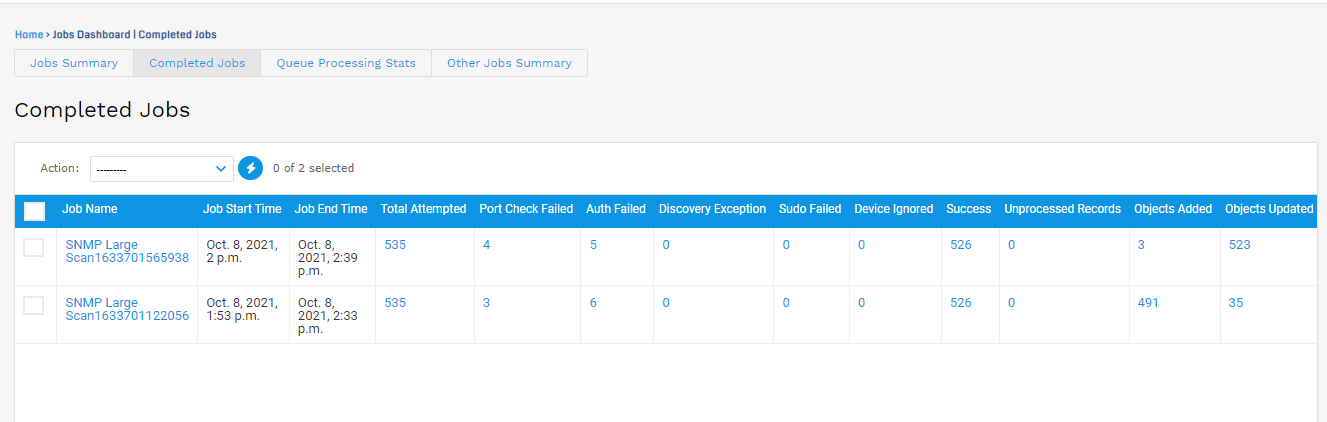 Home › Jobs Dashboard | Completed Jobs
Jobs Summary Completed Jobs Queue Processing Stats Other Jobs Summary
Completed Jobs
Action: --------- 0 of 2 selected
Job Name Job Start Time Job End Time Total Attempted Port Check Failed Auth Failed Discovery Exception Sudo Failed Device Ignored Success Unprocessed Records Objects Added Objects Updated
SNMP Large Oct. 8, 2021, Oct. 8, 535 4 5 0 0 0 526 0 3 523
Scan1633701565938 2 p.m. 2021, 2:39
p.m.
SNMP Large Oct. 8, 2021, Oct. 8, 535 3 6 0 0 0 526 0 491 35
Scan1633701122056 1:53 p.m. 2021, 2:33
p.m.